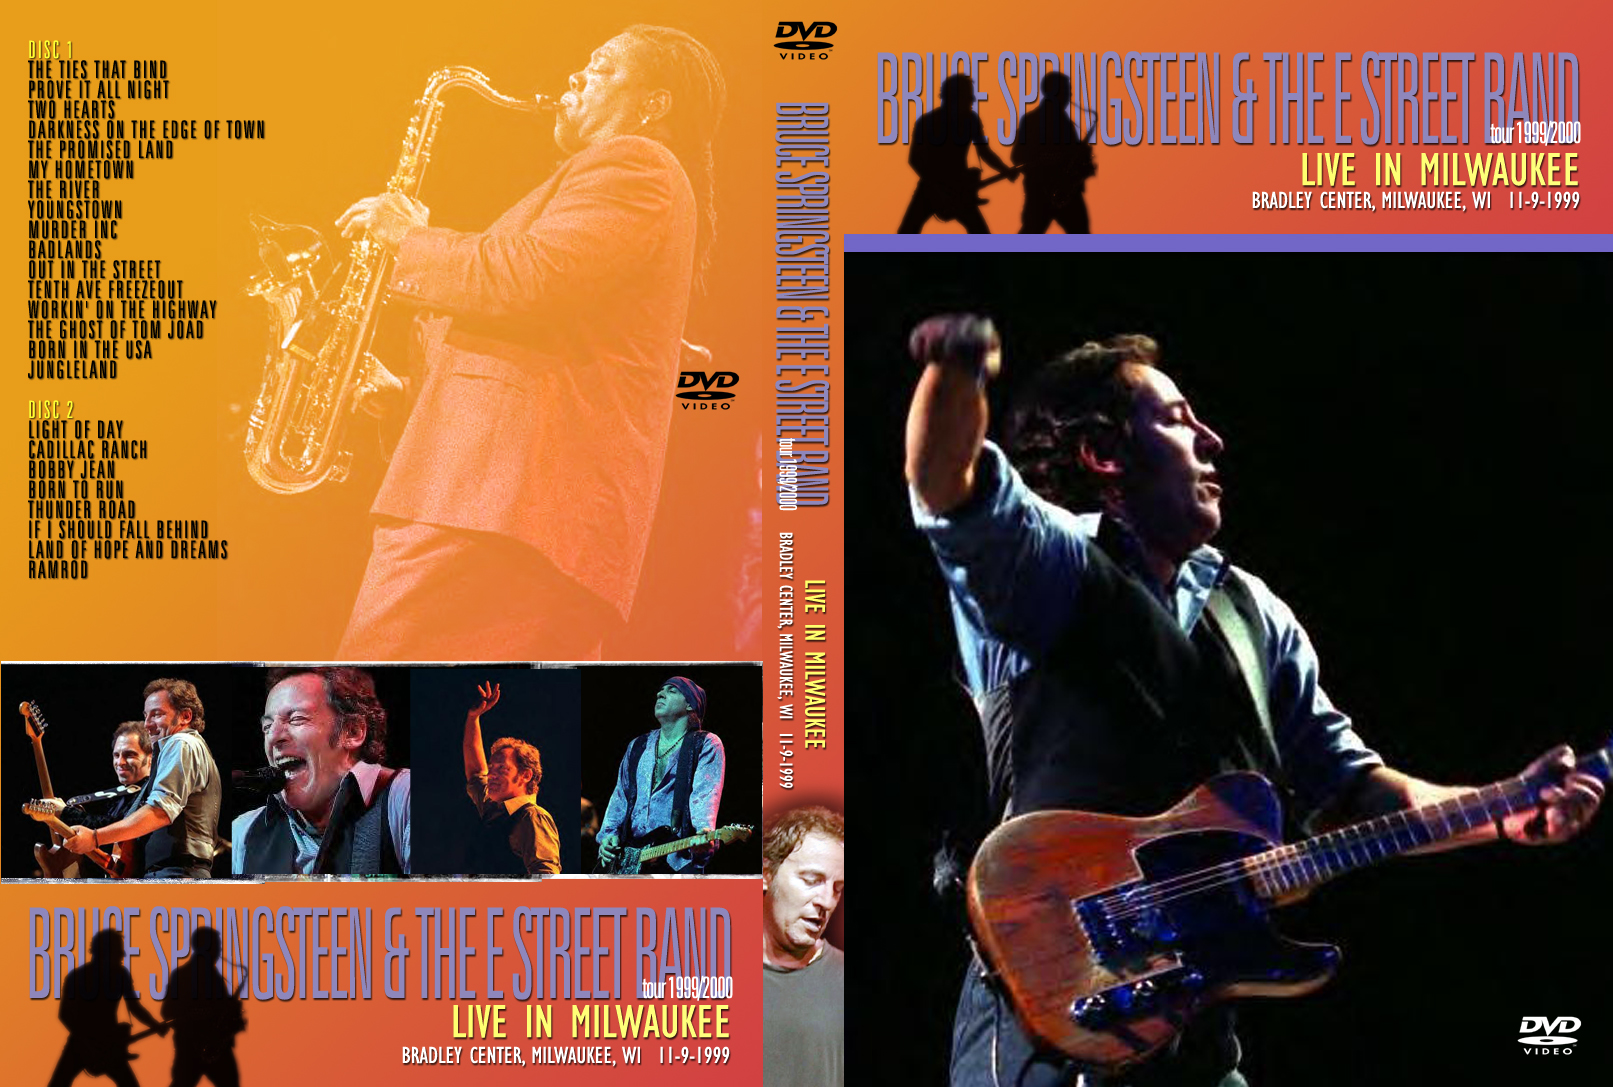 DISC 1
THE TIES THAT BIND
PROVE IT ALL NIGHT
TWO HEARTS
DARKNESS ON THE EDGE OF TOWN
THE PROMISED LAND
MY HOMETOWN
THE RIVER
YOUNGSTOWN
MURDER INC
BADLANDS
OUT IN THE STREET
TENTH AVE FREEZEOUT
WORKIN' ON THE HIGHWAY
THE GHOST OF TOM JOAD
BORN IN THE USA
JUNGLELAND
DISC 2
LIGHT OF DAY
CADILLAC RANCH
BOBBY JEAN
BORN TO RUN
THUNDER ROAD
IF I SHOULD FALL BEHIND
LAND OF HOPE AND DREAMS
RAMROD
DVD
VIDEO
BRUCE SPRINGSTEEN & THE E STREET BAND
tour 1999/2000
LIVE IN MILWAUKEE
BRADLEY CENTER, MILWAUKEE, WI 11-9-1999
DVD
VIDEO
BRUCE SPRINGSTEEN & THE E STREET BAND
tour 1999/2000
LIVE IN MILWAUKEE
BRADLEY CENTER, MILWAUKEE, WI 11-9-1999
BRUCE SPRINGSTEEN & THE E STREET BAND
tour 1999/2000
LIVE IN MILWAUKEE
BRADLEY CENTER, MILWAUKEE, WI 11-9-1999
DVD
VIDEO